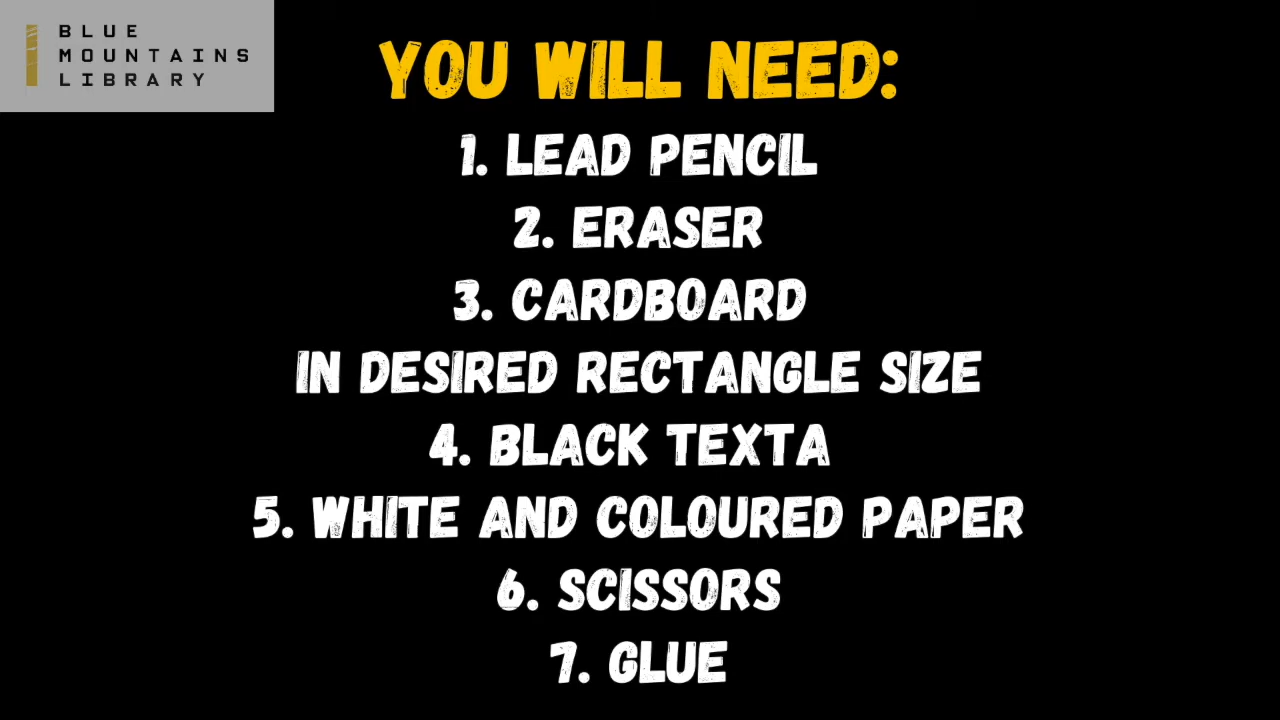 BLUE
MOUNTAINS
LIBRARY
YOU WILL NEED:
1. LEAD PENCIL
2. ERASER
3. CARDBOARD
IN DESIRED RECTANGLE SIZE
4. BLACK TEXTA
5. WHITE AND COLOURED PAPER
6. SCISSORS
7. GLUE